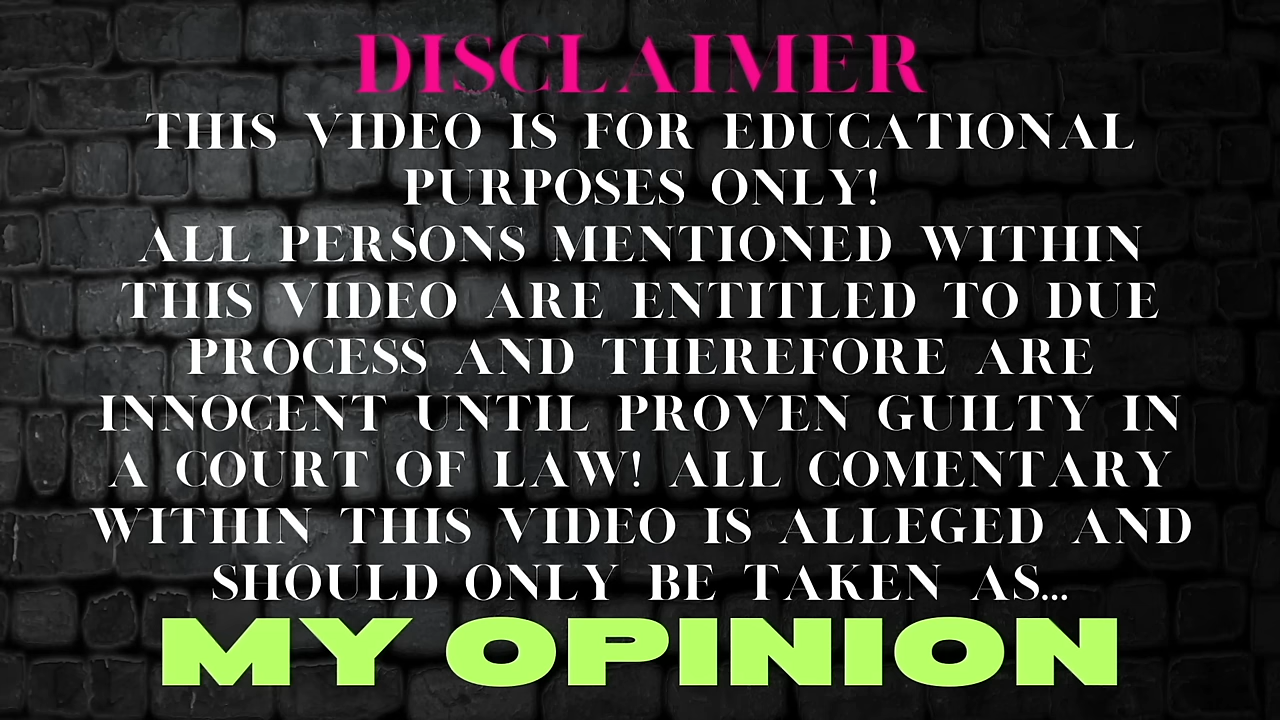 DISCLAIMER
THIS VIDEO IS FOR EDUCATIONAL
PURPOSES ONLY!
ALL PERSONS MENTIONED WITHIN
THIS VIDEO ARE ENTITLED TO DUE
PROCESS AND THEREFORE ARE
INNOCENT UNTIL PROVEN GUILTY IN
A COURT OF LAW! ALL COMENTARY
WITHIN THIS VIDEO IS ALLEGED AND
SHOULD ONLY BE TAKEN AS...
MY OPINION